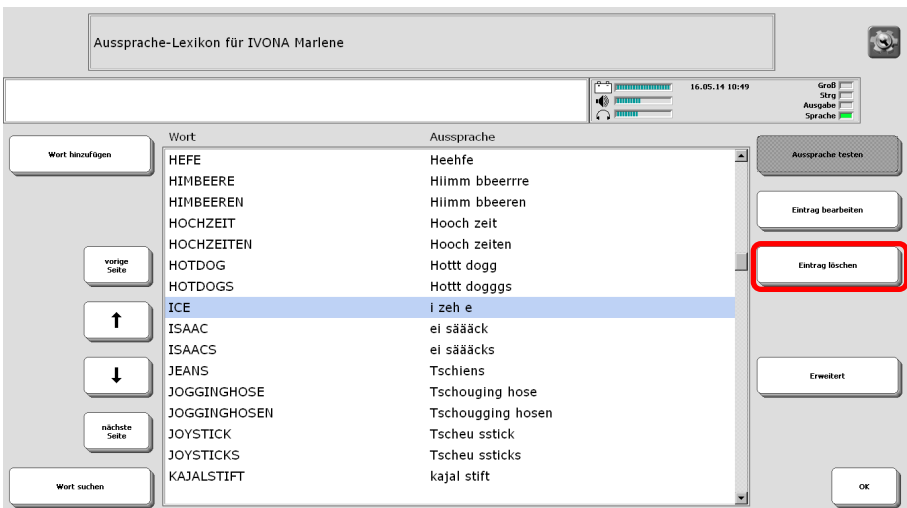 Aussprache-Lexikon für IVONA Marlene
16.05.14 10:49
Groß
Strg
Ausgabe
Sprache
Wort Aussprache
Wort hinzufügen
vorige
Seite
↑
↓
nächste
Seite
Wort suchen
HEFE Heehfe
HIMBEERE Hiimm bbeerrre
HIMBEEREN Hiimm bbeeren
HOCHZEIT Hooch zeit
HOCHZEITEN Hooch zeiten
HOTDOG Hottt dogg
HOTDOGS Hottt dogggs
ICE i zeh e
ISAAC ei säääck
ISAACS ei säääcks
JEANS Tschiens
JOGGINGHOSE Tschouging hose
JOGGINGHOSEN Tschougging hosen
JOYSTICK Tscheu sstick
JOYSTICKS Tscheu ssticks
KAJALSTIFT kajal stift
Aussprache testen
Eintrag bearbeiten
Eintrag löschen
Erweitert
OK